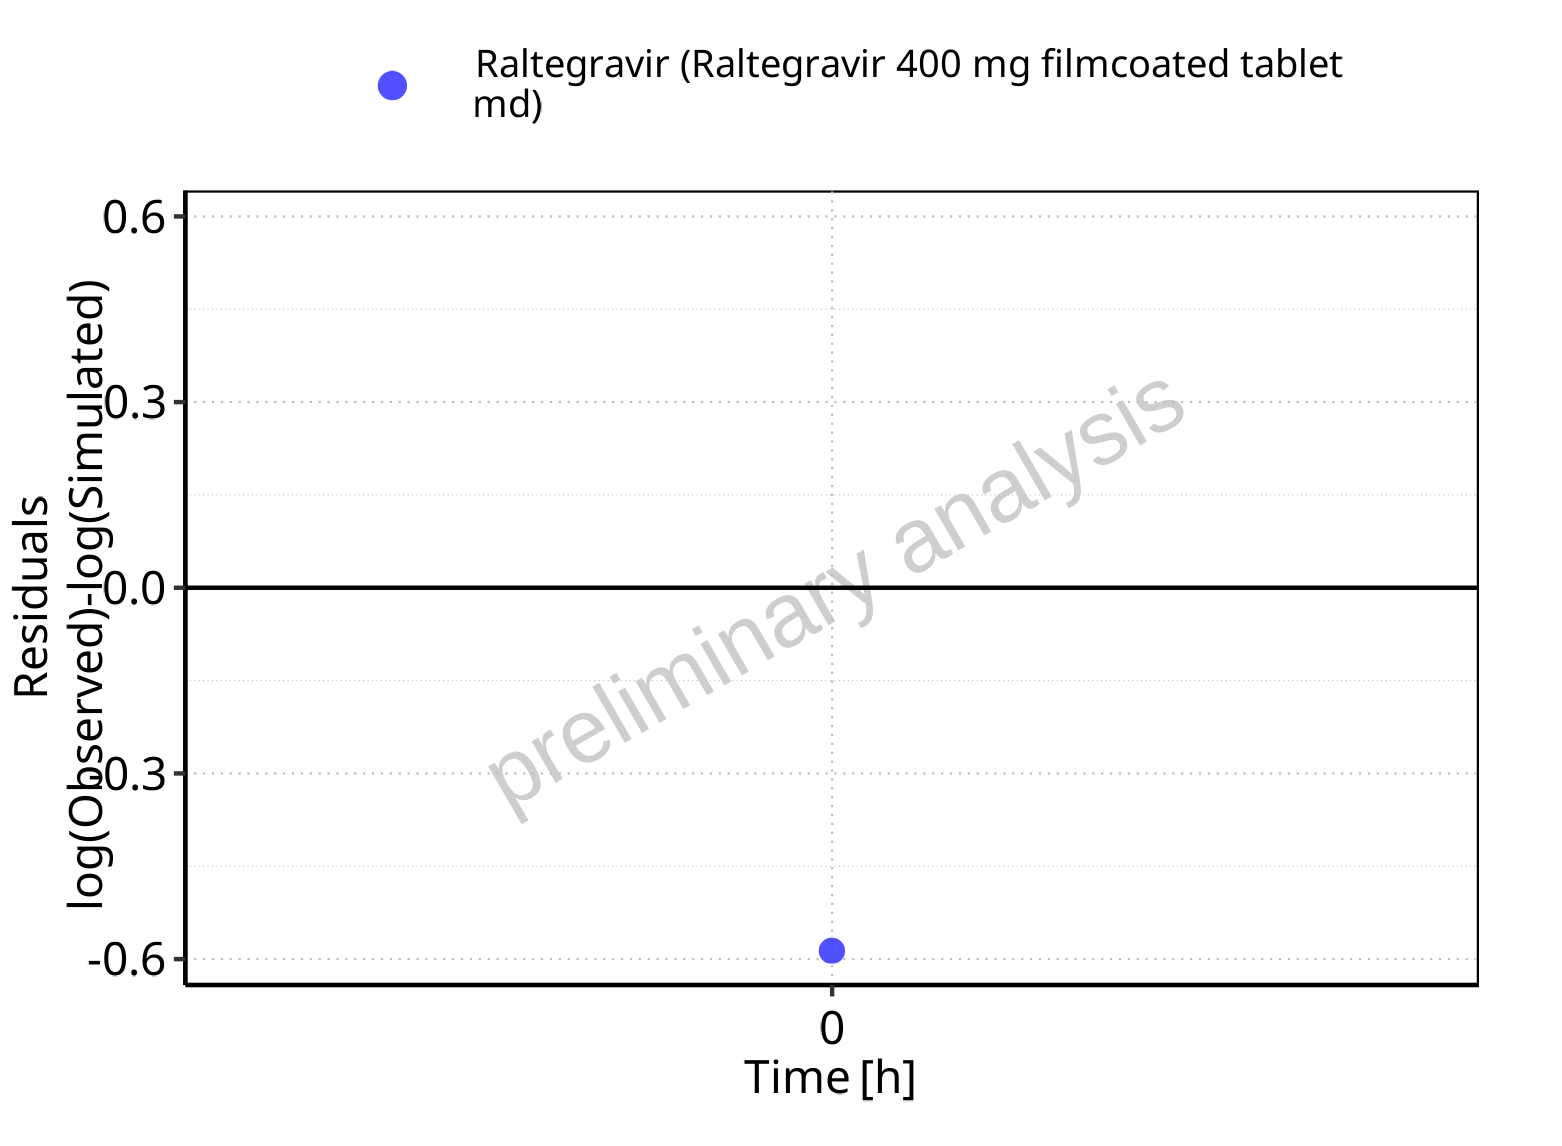 Raltegravir (Raltegravir 400 mg filmcoated tablet
md)
Residuals
log(Observed)-log(Simulated)
0.6
0.3
0.0
-0.3
-0.6
preliminary analysis
0
Time [h]